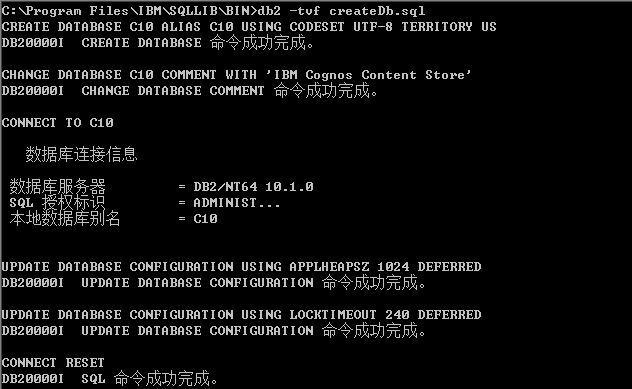 C:\Program Files\IBM\SQLLIB\BIN>db2 -tvf createDb.sql
CREATE DATABASE C10 ALIAS C10 USING CODESET UTF-8 TERRITORY US
DB20000I  CREATE DATABASE 命令成功完成。
CHANGE DATABASE C10 COMMENT WITH 'IBM Cognos Content Store'
DB20000I  CHANGE DATABASE COMMENT 命令成功完成。
CONNECT TO C10
数据库连接信息
数据库服务器 = DB2/NT64 10.1.0
SQL 授权标识 = ADMINIST...
本地数据库别名 = C10
UPDATE DATABASE CONFIGURATION USING APPLHEAPSZ 1024 DEFERRED
DB20000I  UPDATE DATABASE CONFIGURATION 命令成功完成。
UPDATE DATABASE CONFIGURATION USING LOCKTIMEOUT 240 DEFERRED
DB20000I  UPDATE DATABASE CONFIGURATION 命令成功完成。
CONNECT RESET
DB20000I  SQL 命令成功完成。